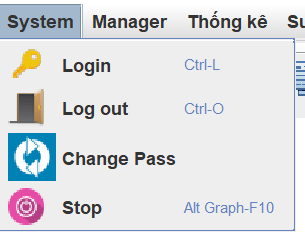 System Manager Thống kê
Login Ctrl-L
Log out Ctrl-O
Change Pass
Stop Alt Graph-F10